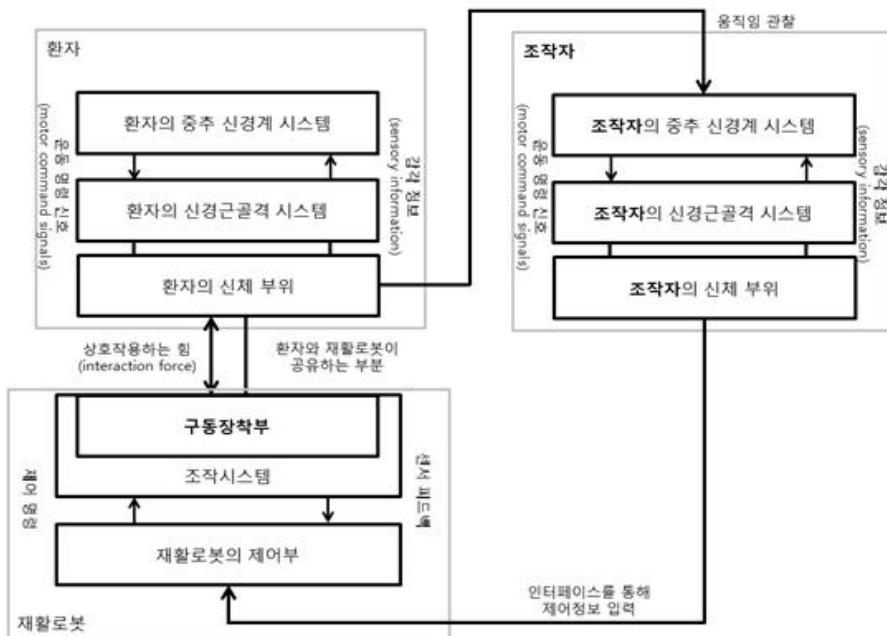 환자
환자의 중추 신경계 시스템
운동 명령 신호
(motor command signals)
감각 정보
(sensory information)
환자의 신경근골격 시스템
환자의 신체 부위
움직임 관찰
조작자
조작자의 중추 신경계 시스템
운동 명령 신호
(motor command signals)
감각 정보
(sensory information)
조작자의 신경근골격 시스템
조작자의 신체 부위
상호작용하는 힘
(interaction force)
환자와 재활로봇이
공유하는 부분
구동장착부
조작시스템
제어 명령
센서 피드백
재활로봇의 제어부
재활로봇
인터페이스를 통해
제어정보 입력